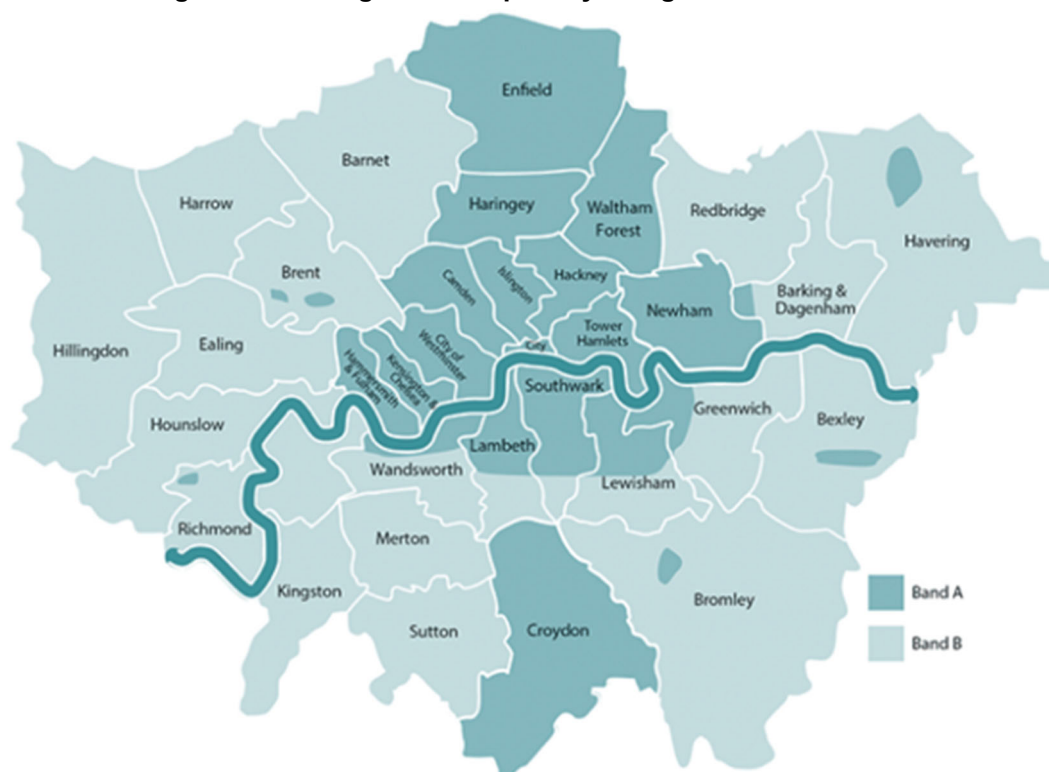 Enfield
Barnet
Harrow
Haringey
Waltham
Forest
Redbridge
Havering
Brent
Camden
Islington
Hackney
Newham
Barking &
Dagenham
Hillingdon
Ealing
Hammersmith
& Fulham
Kensington &
Chelsea
City of
Westminster
City
Tower
Hamlets
Southwark
Hounslow
Lambeth
Greenwich
Bexley
Wandsworth
Lewisham
Richmond
Merton
Kingston
Sutton
Croydon
Bromley
Band A
Band B